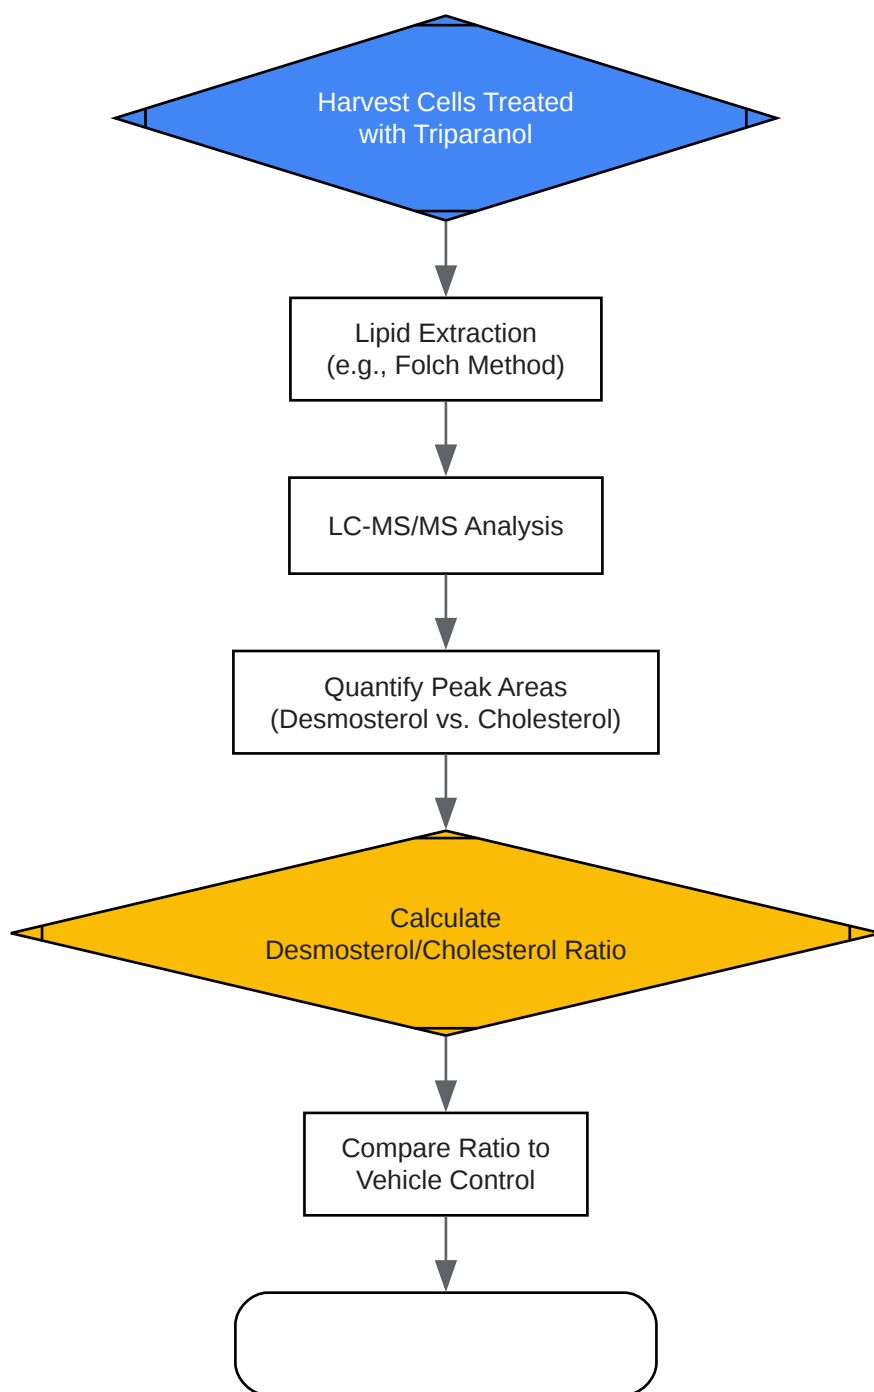 Harvest Cells Treated
with Triparanol
Lipid Extraction
(e.g., Folch Method)
LC-MS/MS Analysis
Quantify Peak Areas
(Desmosterol vs. Cholesterol)
Calculate
Desmosterol/Cholesterol Ratio
Compare Ratio to
Vehicle Control